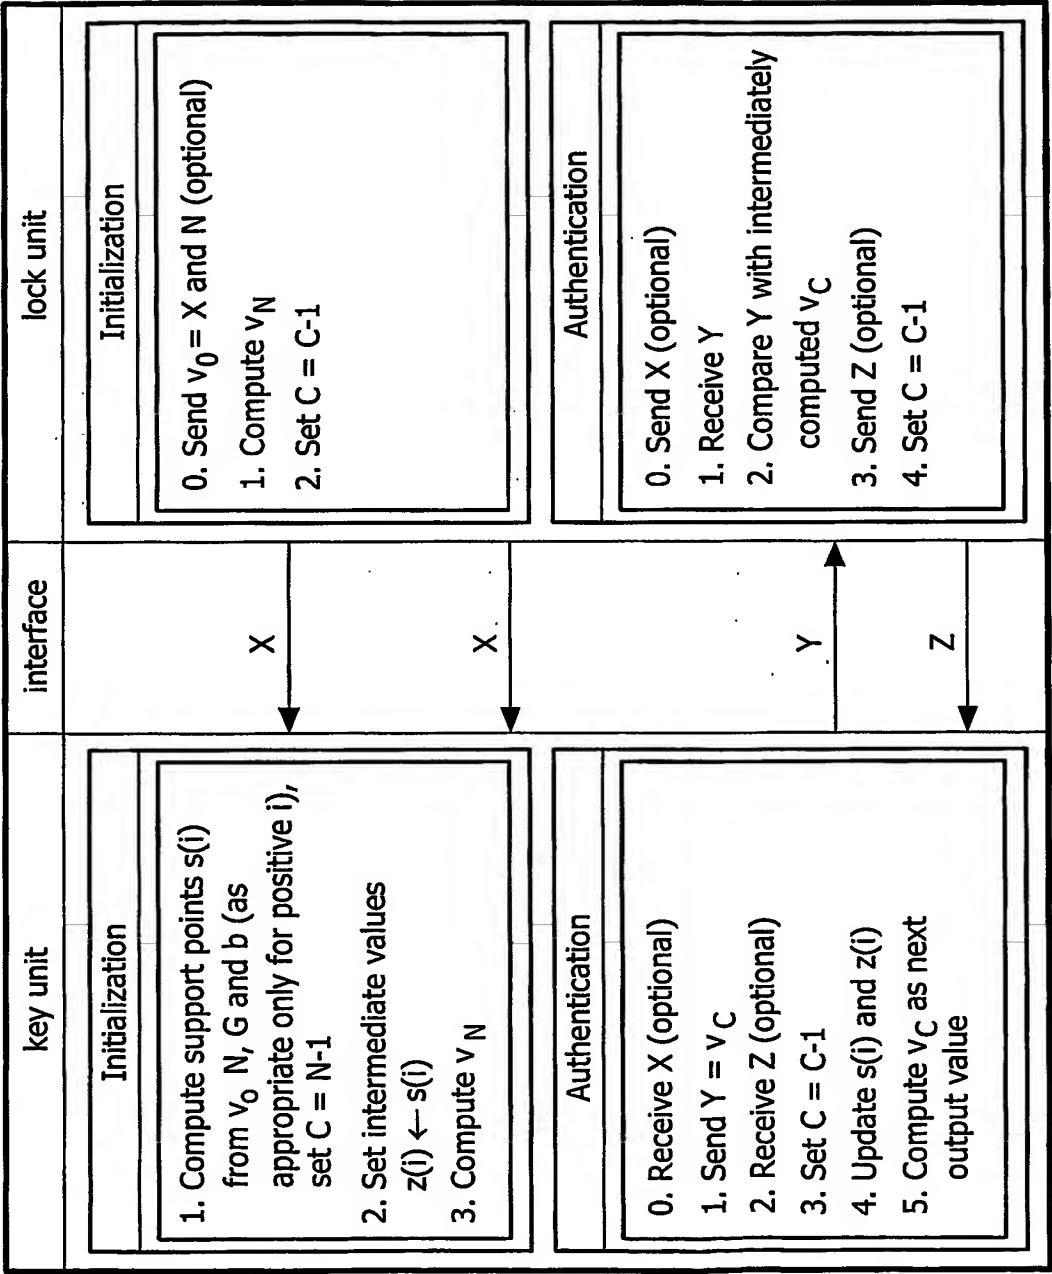 key unit
interface
lock unit
Initialization
1. Compute support points s(i)
from v0 N, G and b (as
appropriate only for positive i),
set C = N-1
2. Set intermediate values
z(i) ← s(i)
3. Compute vN
X
X
Initialization
0. Send v0 = X and N (optional)
1. Compute vN
2. Set C = C-1
Authentication
0. Receive X (optional)
1. Send Y = vC
2. Receive Z (optional)
3. Set C = C-1
4. Update s(i) and z(i)
5. Compute vC as next
output value
Y
Z
Authentication
0. Send X (optional)
1. Receive Y
2. Compare Y with intermediately
computed vC
3. Send Z (optional)
4. Set C = C-1